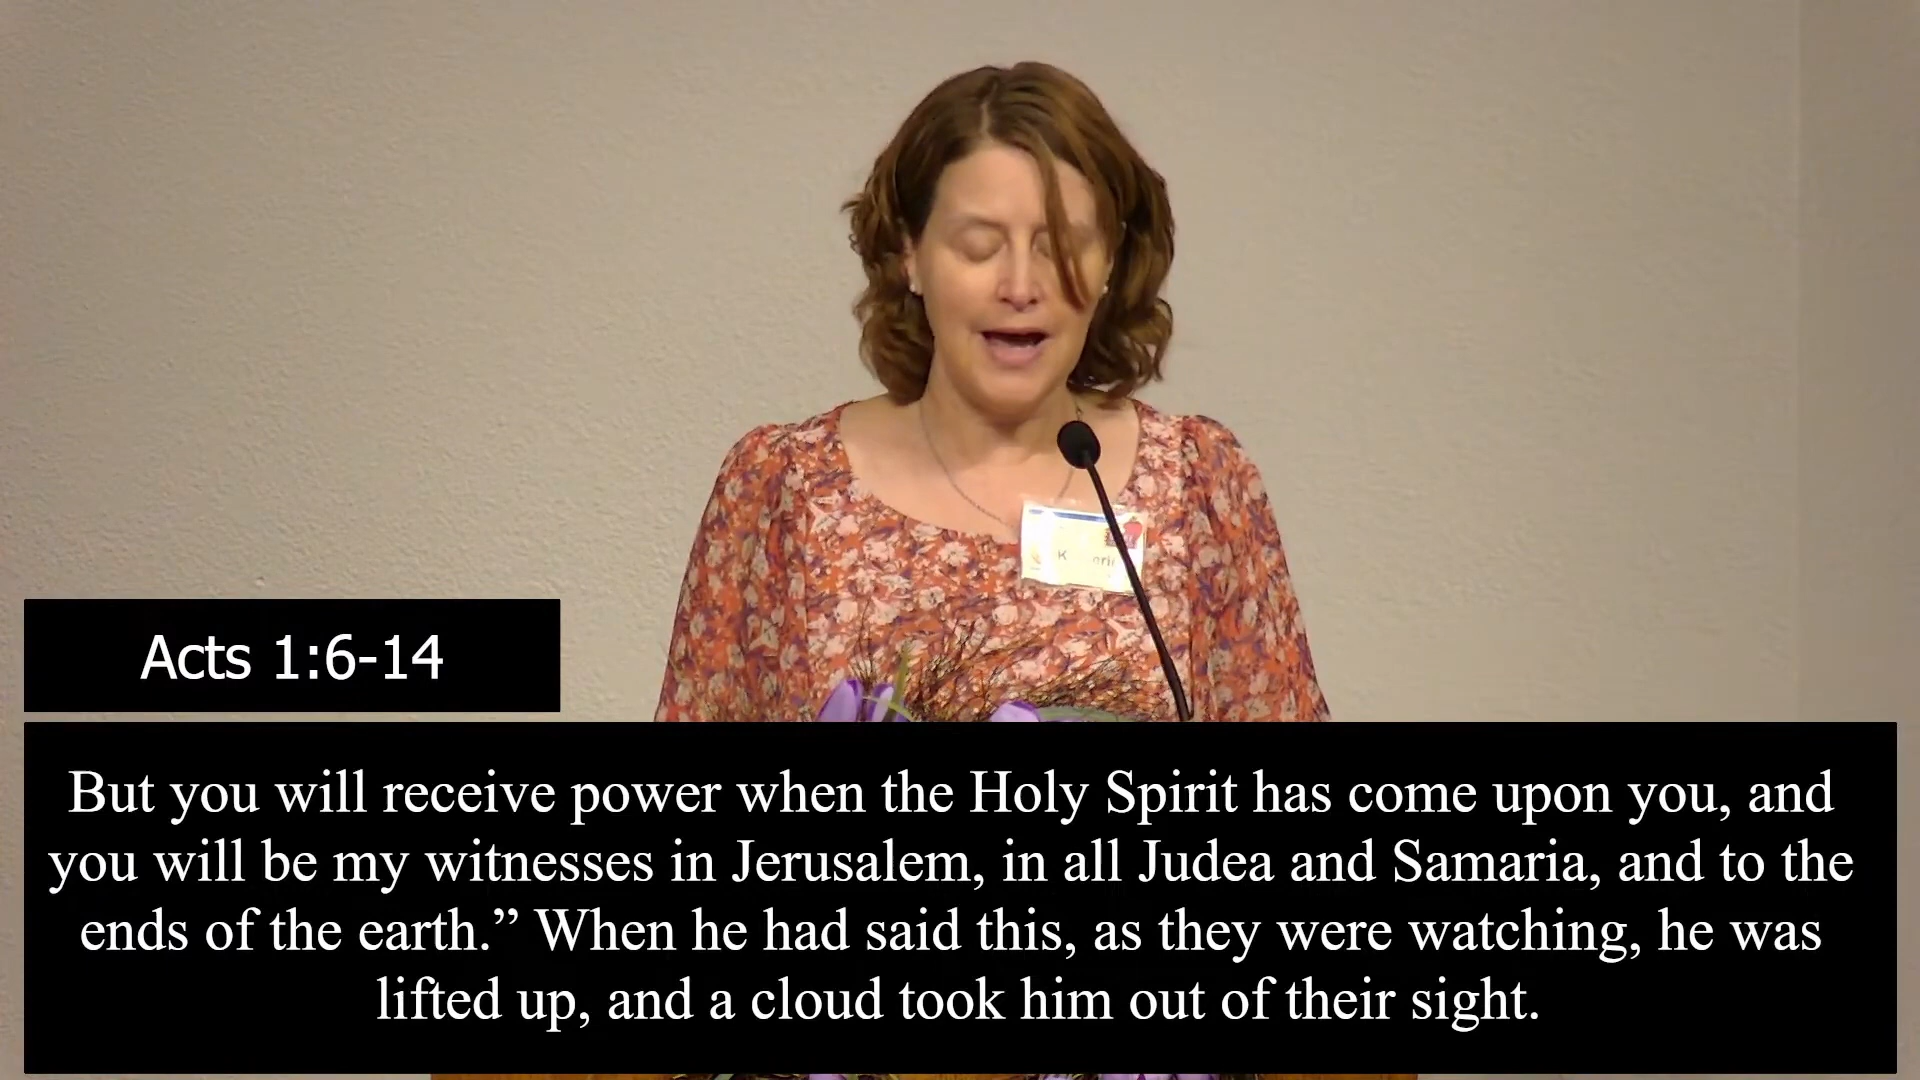 Acts 1:6-14
But you will receive power when the Holy Spirit has come upon you, and
you will be my witnesses in Jerusalem, in all Judea and Samaria, and to the
ends of the earth.” When he had said this, as they were watching, he was
lifted up, and a cloud took him out of their sight.